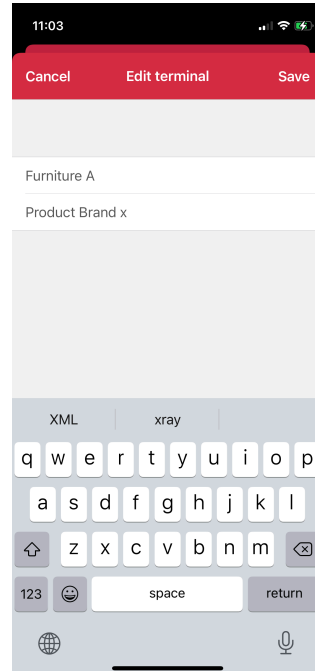 11:03
Cancel Edit terminal Save
Furniture A
Product Brand x
XML xray
q w e r t y u i o p
a s d f g h j k l
z x c v b n m
123 space return